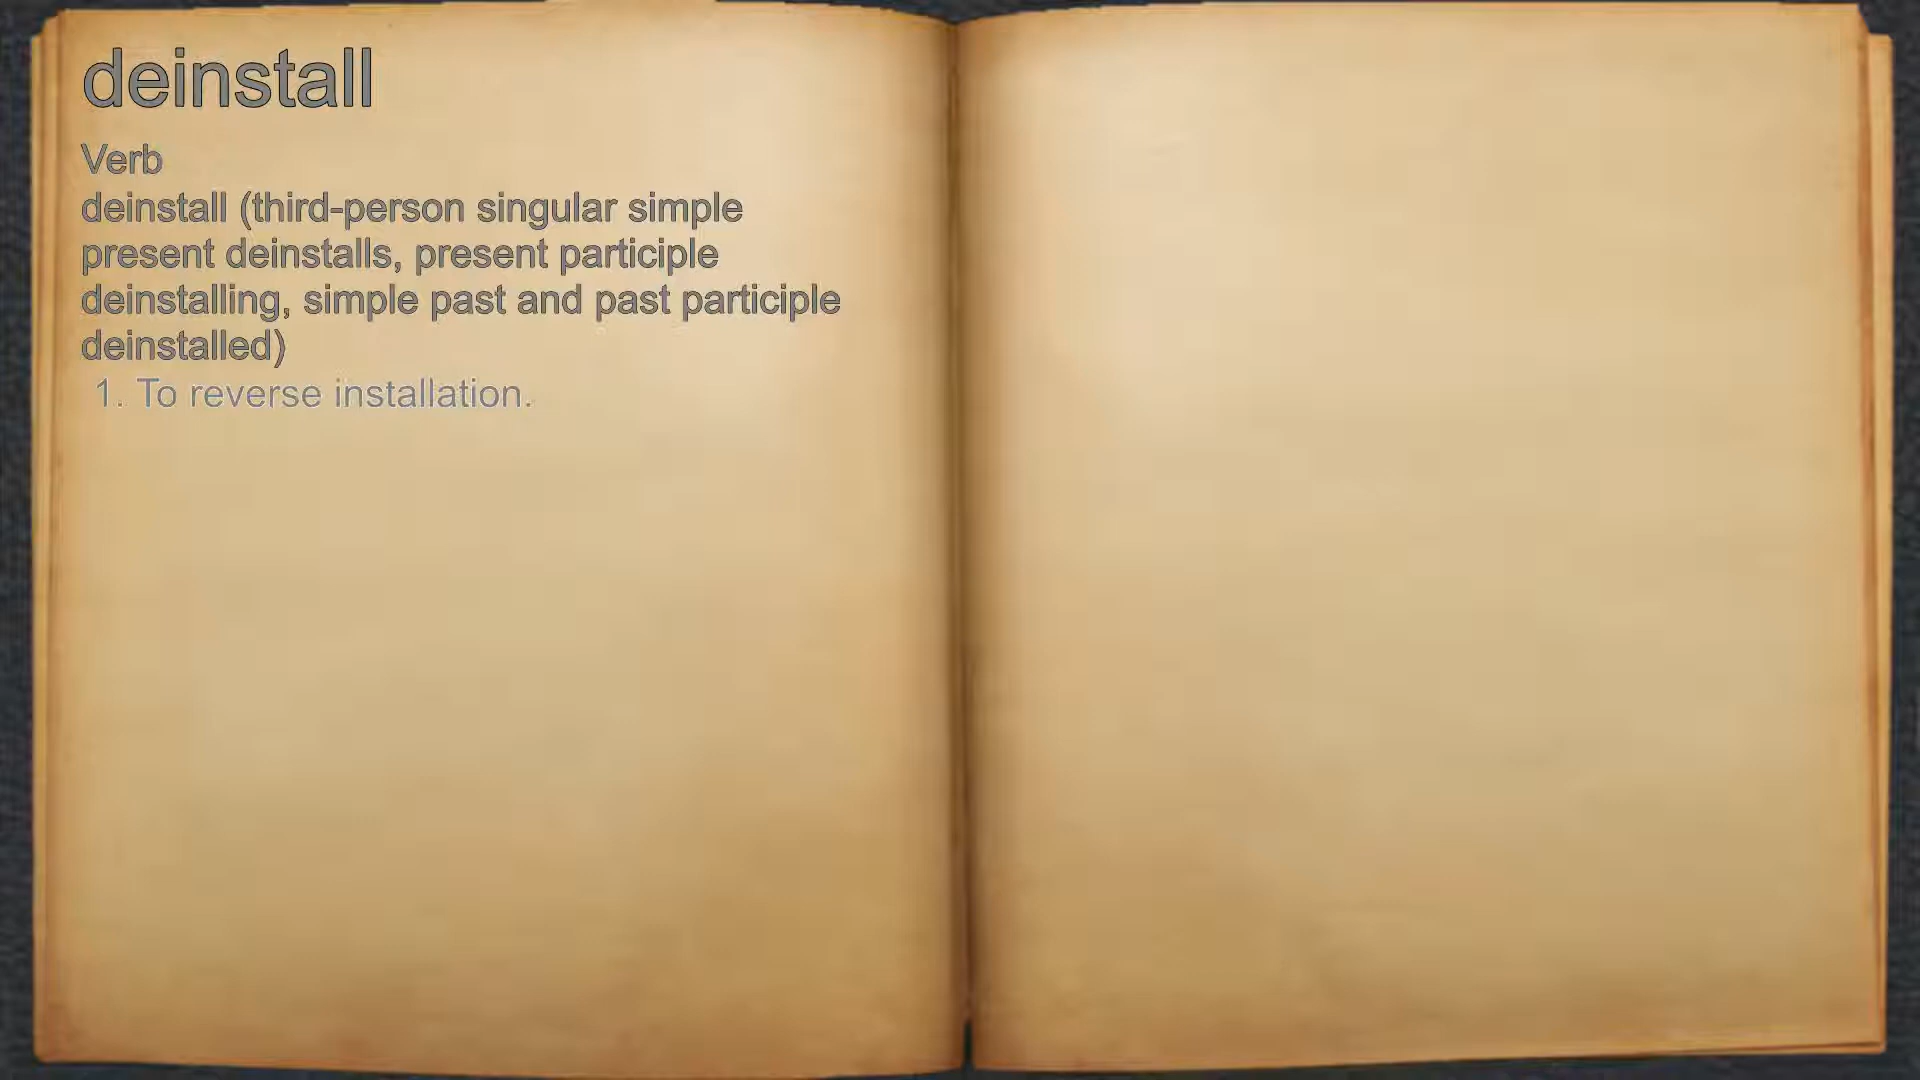 deinstall
Verb
deinstall (third-person singular simple
present deinstalls, present participle
deinstalling, simple past and past participle
deinstalled)
1. To reverse installation.